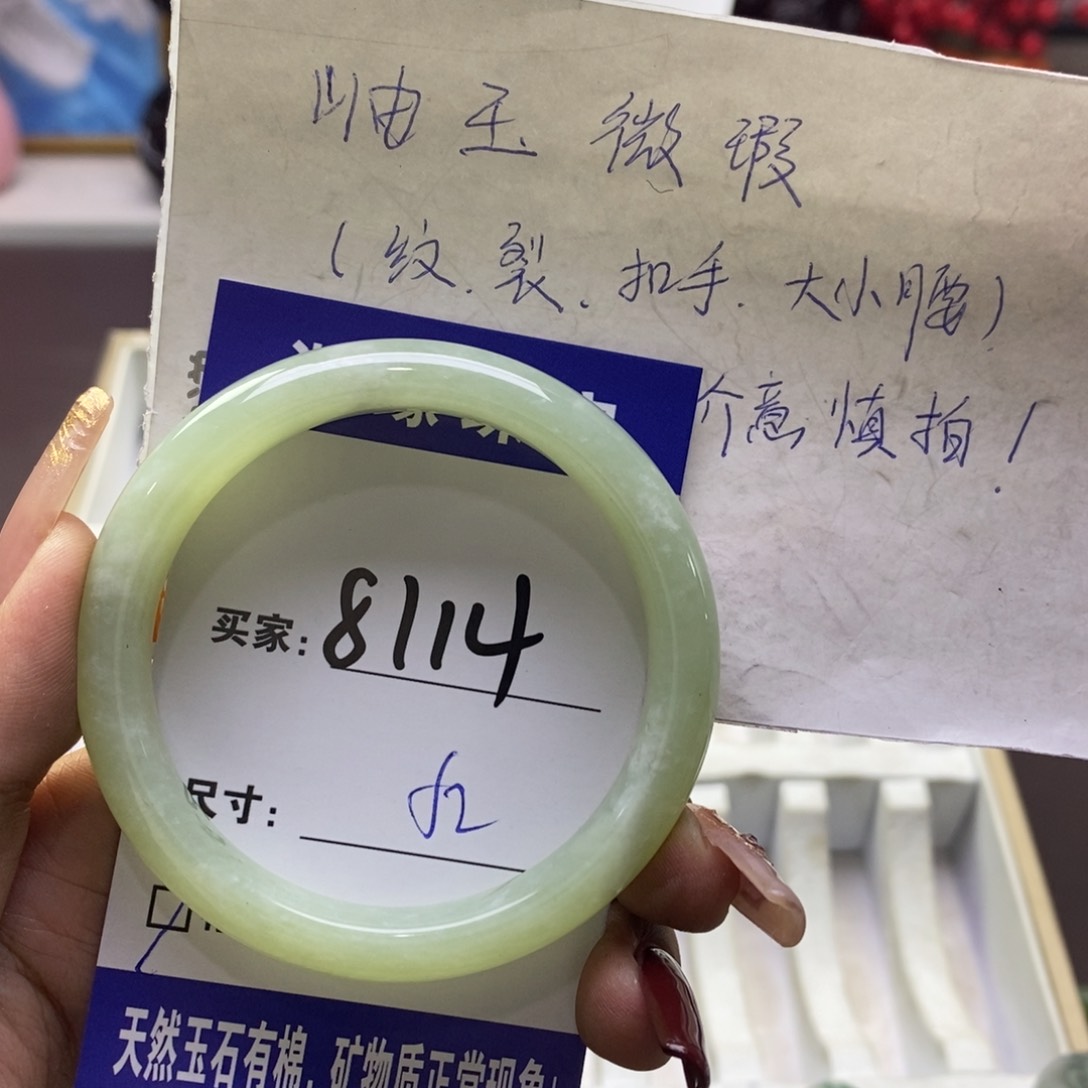 岫玉微瑕
(纹.裂.扣手.大小腰)
介意慎拍!
买家: 8114
尺寸: 62
天然玉石有棉,矿物质正常现象!